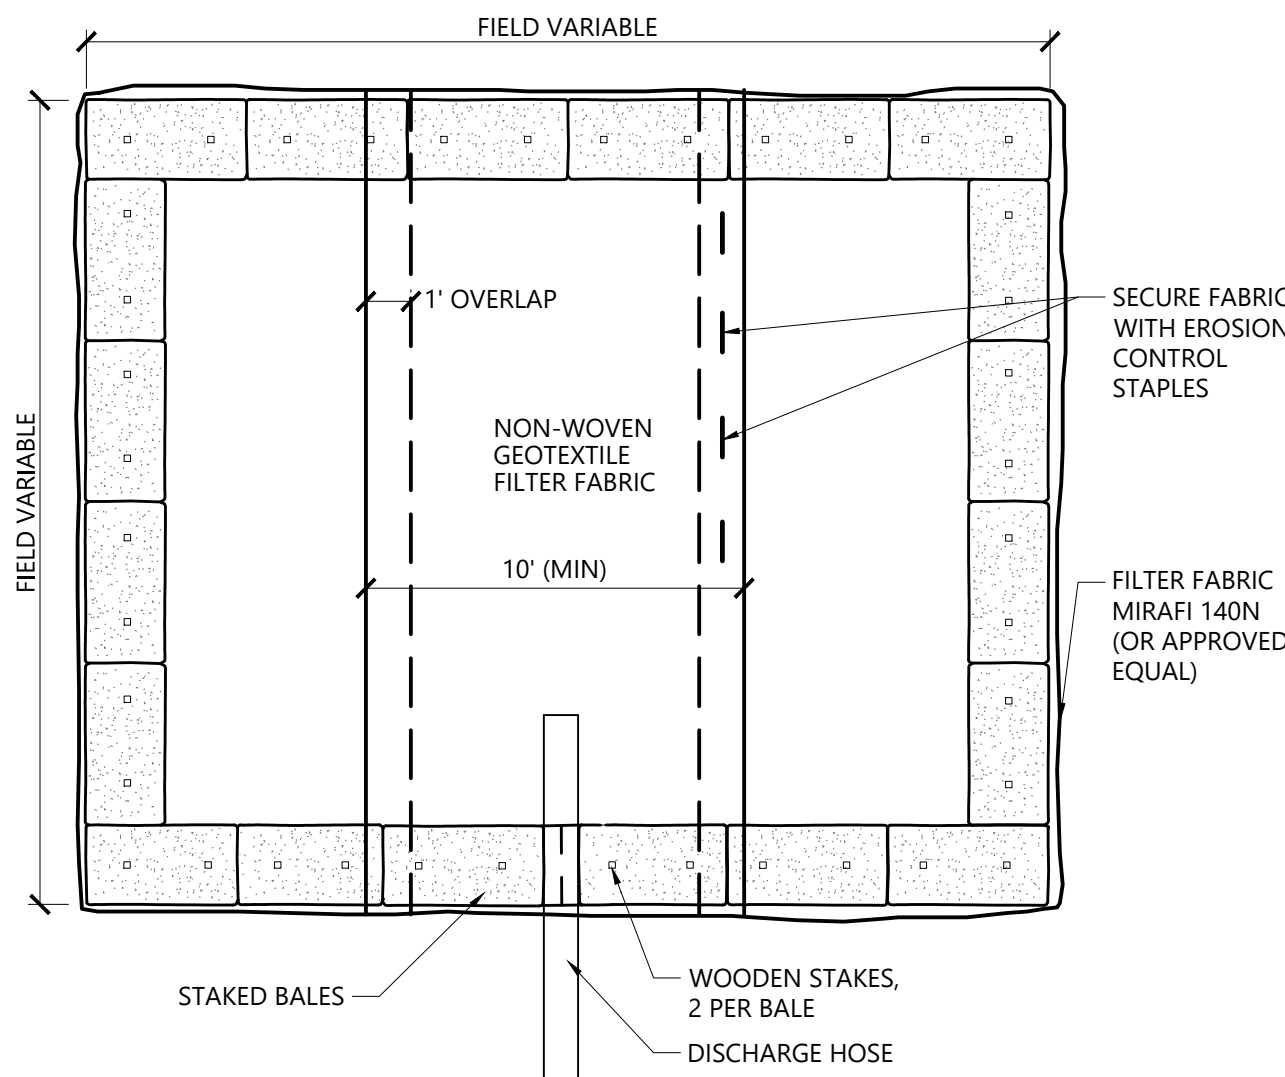 FIELD VARIABLE
1' OVERLAP
SECURE FABRIC
WITH EROSION
CONTROL
STAPLES
FIELD VARIABLE
NON-WOVEN
GEOTEXTILE
FILTER FABRIC
10' (MIN)
FILTER FABRIC
MIRAFI 140N
(OR APPROVED
EQUAL)
STAKED BALES
WOODEN STAKES,
2 PER BALE
DISCHARGE HOSE